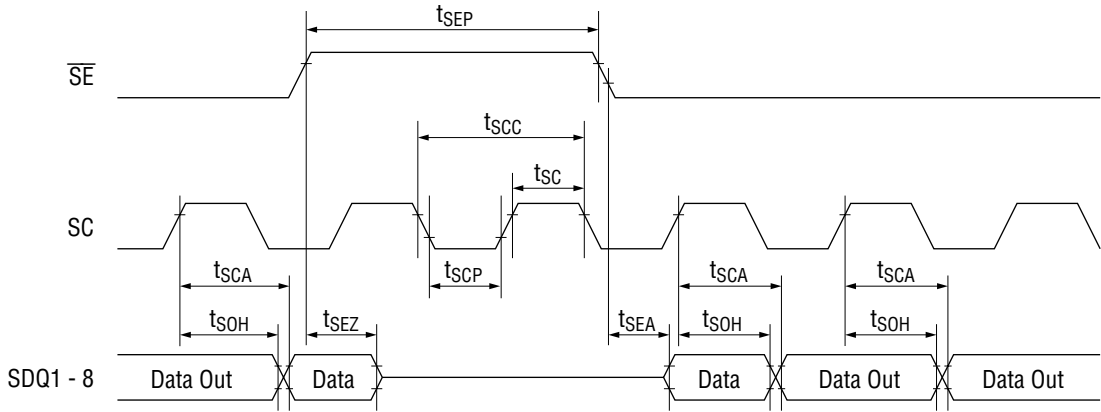 tSEP
S̅E̅
tSCC
tSC
SC
tSCA tSCP tSCA tSCA
tSOH tSEZ tSEA tSOH tSOH
SDQ1 - 8 Data Out Data Data Data Out Data Out